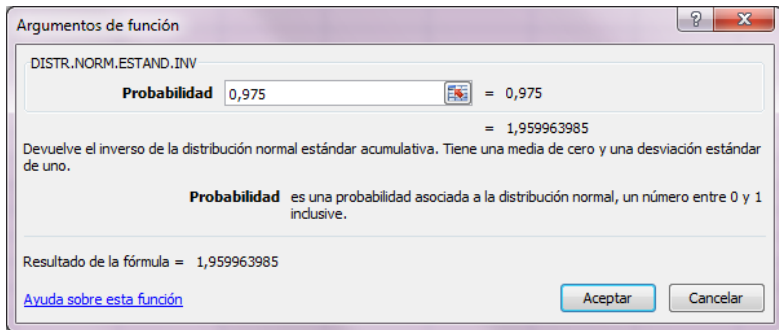 Argumentos de función
DISTR.NORM.ESTAND.INV
Probabilidad 0,975 = 0,975
= 1,959963985
Devuelve el inverso de la distribución normal estándar acumulativa. Tiene una media de cero y una desviación estándar
de uno.
Probabilidad es una probabilidad asociada a la distribución normal, un número entre 0 y 1
inclusive.
Resultado de la fórmula = 1,959963985
Ayuda sobre esta función Aceptar Cancelar